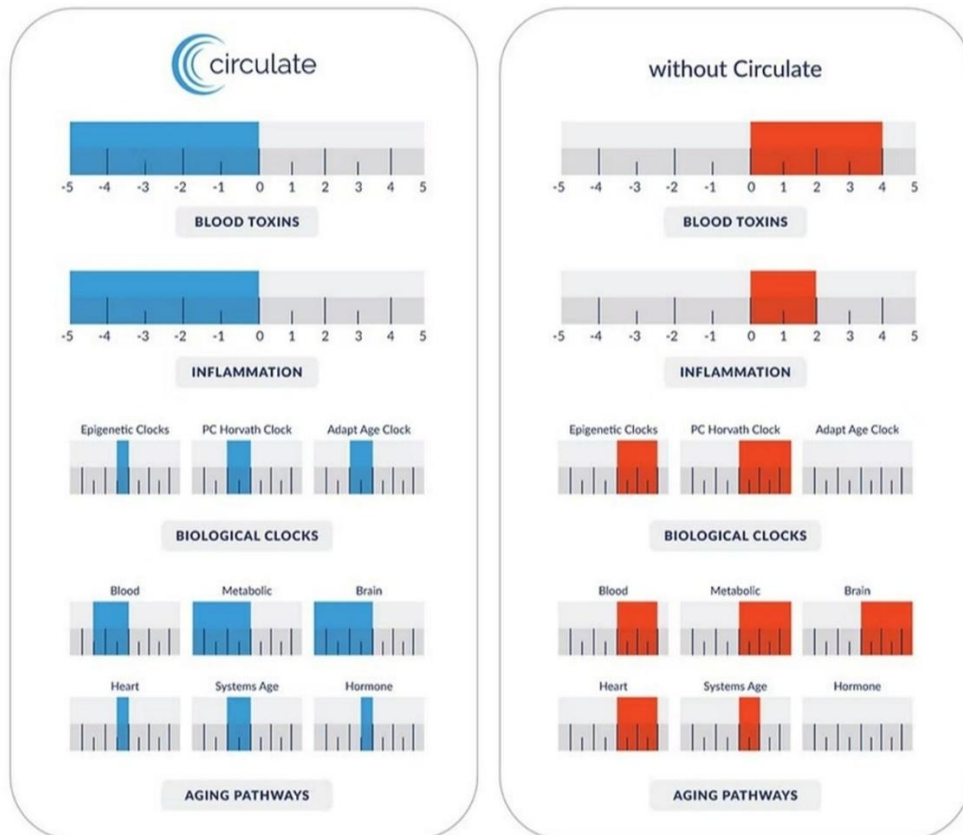 circulate
-5 -4 -3 -2 -1 0 1 2 3 4 5
BLOOD TOXINS
-5 -4 -3 -2 -1 0 1 2 3 4 5
INFLAMMATION
Epigenetic Clocks PC Horvath Clock Adapt Age Clock
BIOLOGICAL CLOCKS
Blood Metabolic Brain
Heart Systems Age Hormone
AGING PATHWAYS
without Circulate
-5 -4 -3 -2 -1 0 1 2 3 4 5
BLOOD TOXINS
-5 -4 -3 -2 -1 0 1 2 3 4 5
INFLAMMATION
Epigenetic Clocks PC Horvath Clock Adapt Age Clock
BIOLOGICAL CLOCKS
Blood Metabolic Brain
Heart Systems Age Hormone
AGING PATHWAYS